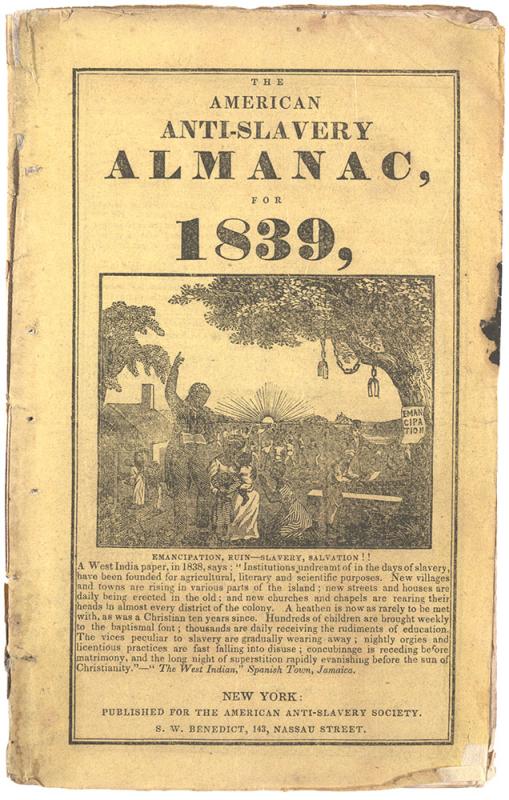 THE
AMERICAN
ANTI-SLAVERY
ALMANAC,
FOR
1839,
EMAN
CIPA
TION
EMANCIPATION, RUIN—SLAVERY, SALVATION!!
A West India paper, in 1838, says: "Institutions undreamt of in the days of slavery,
have been founded for agricultural, literary and scientific purposes. New villages
and towns are rising in various parts of the island; new streets and houses are
daily being erected in the old; and new churches and chapels are rearing their
heads in almost every district of the colony. A heathen is now as rarely to be met
with, as was a Christian ten years since. Hundreds of children are brought weekly
to the baptismal font; thousands are daily receiving the rudiments of education.
The vices peculiar to slavery are gradually wearing away; nightly orgies and
licentious practices are fast falling into disuse; concubinage is receding before
matrimony, and the long night of superstition rapidly evanishing before the sun of
Christianity."—"The West Indian," Spanish Town, Jamaica.
NEW YORK:
PUBLISHED FOR THE AMERICAN ANTI-SLAVERY SOCIETY.
S. W. BENEDICT, 143, NASSAU STREET.